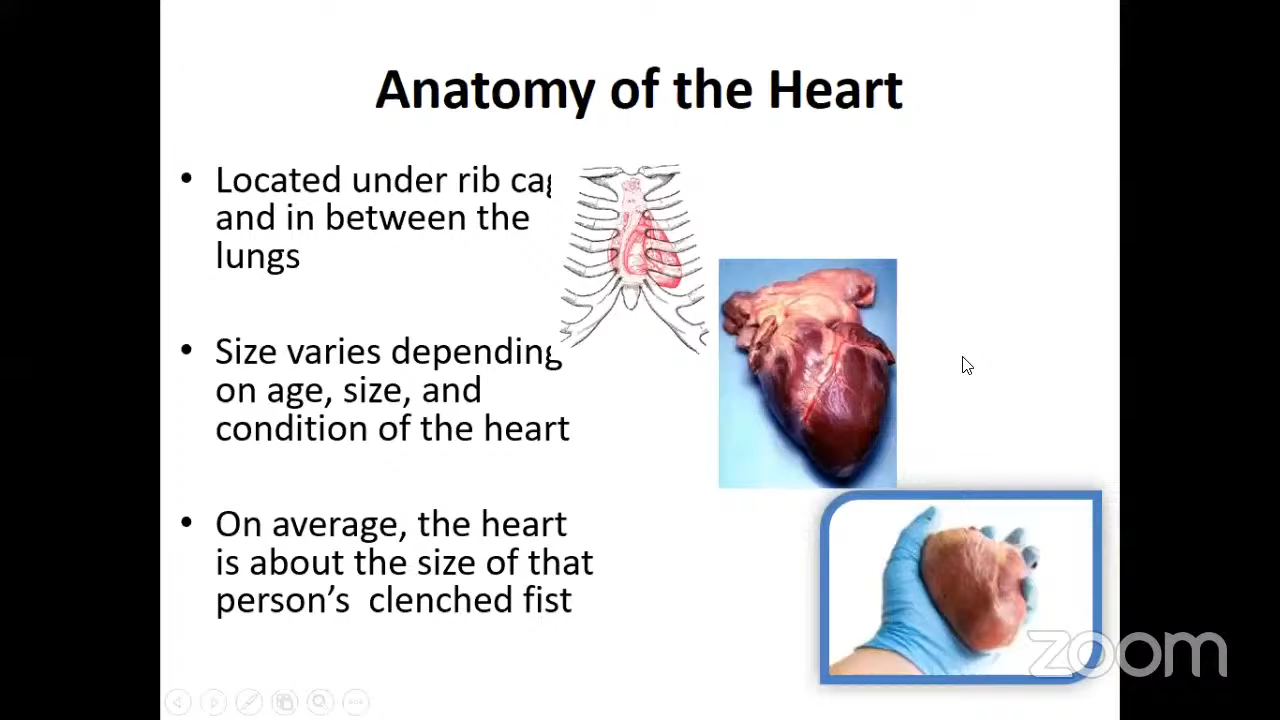 Anatomy of the Heart
• Located under rib
and in between the
lungs
• Size varies depending
on age, size, and
condition of the heart
• On average, the heart
is about the size of that
person’s clenched fist
zoom